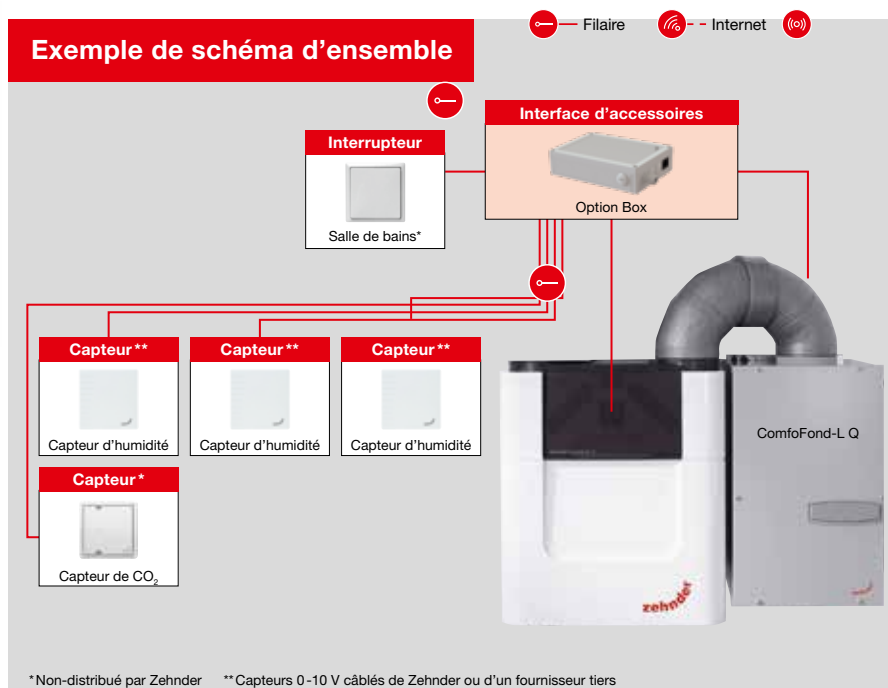 Exemple de schéma d’ensemble
Filaire
Internet
Interface d’accessoires
Option Box
Interrupteur
Salle de bains*
Capteur**
Capteur d’humidité
Capteur**
Capteur d’humidité
Capteur**
Capteur d’humidité
Capteur*
Capteur de CO₂
ComfoFond-L Q
zehnder
*Non-distribué par Zehnder **Capteurs 0-10 V câblés de Zehnder ou d’un fournisseur tiers